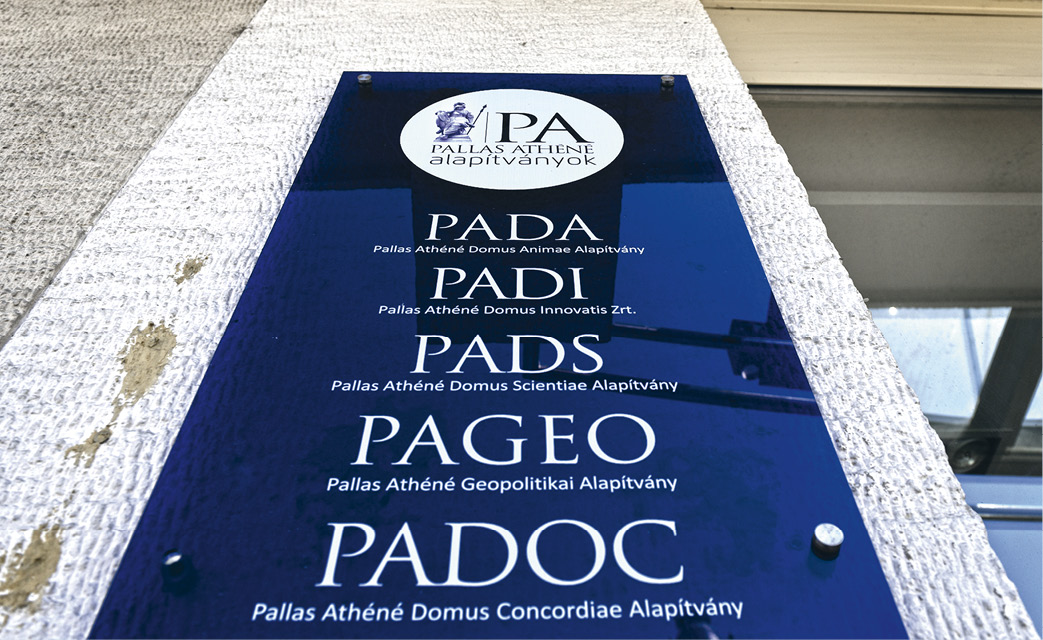 PA
PALLAS ATHÉNÉ
alapítványok
PADA
Pallas Athéné Domus Animae Alapítvány
PADI
Pallas Athéné Domus Innovatis Zrt.
PADS
Pallas Athéné Domus Scientiae Alapítvány
PAGEO
Pallas Athéné Geopolitikai Alapítvány
PADOC
Pallas Athéné Domus Concordiae Alapítvány